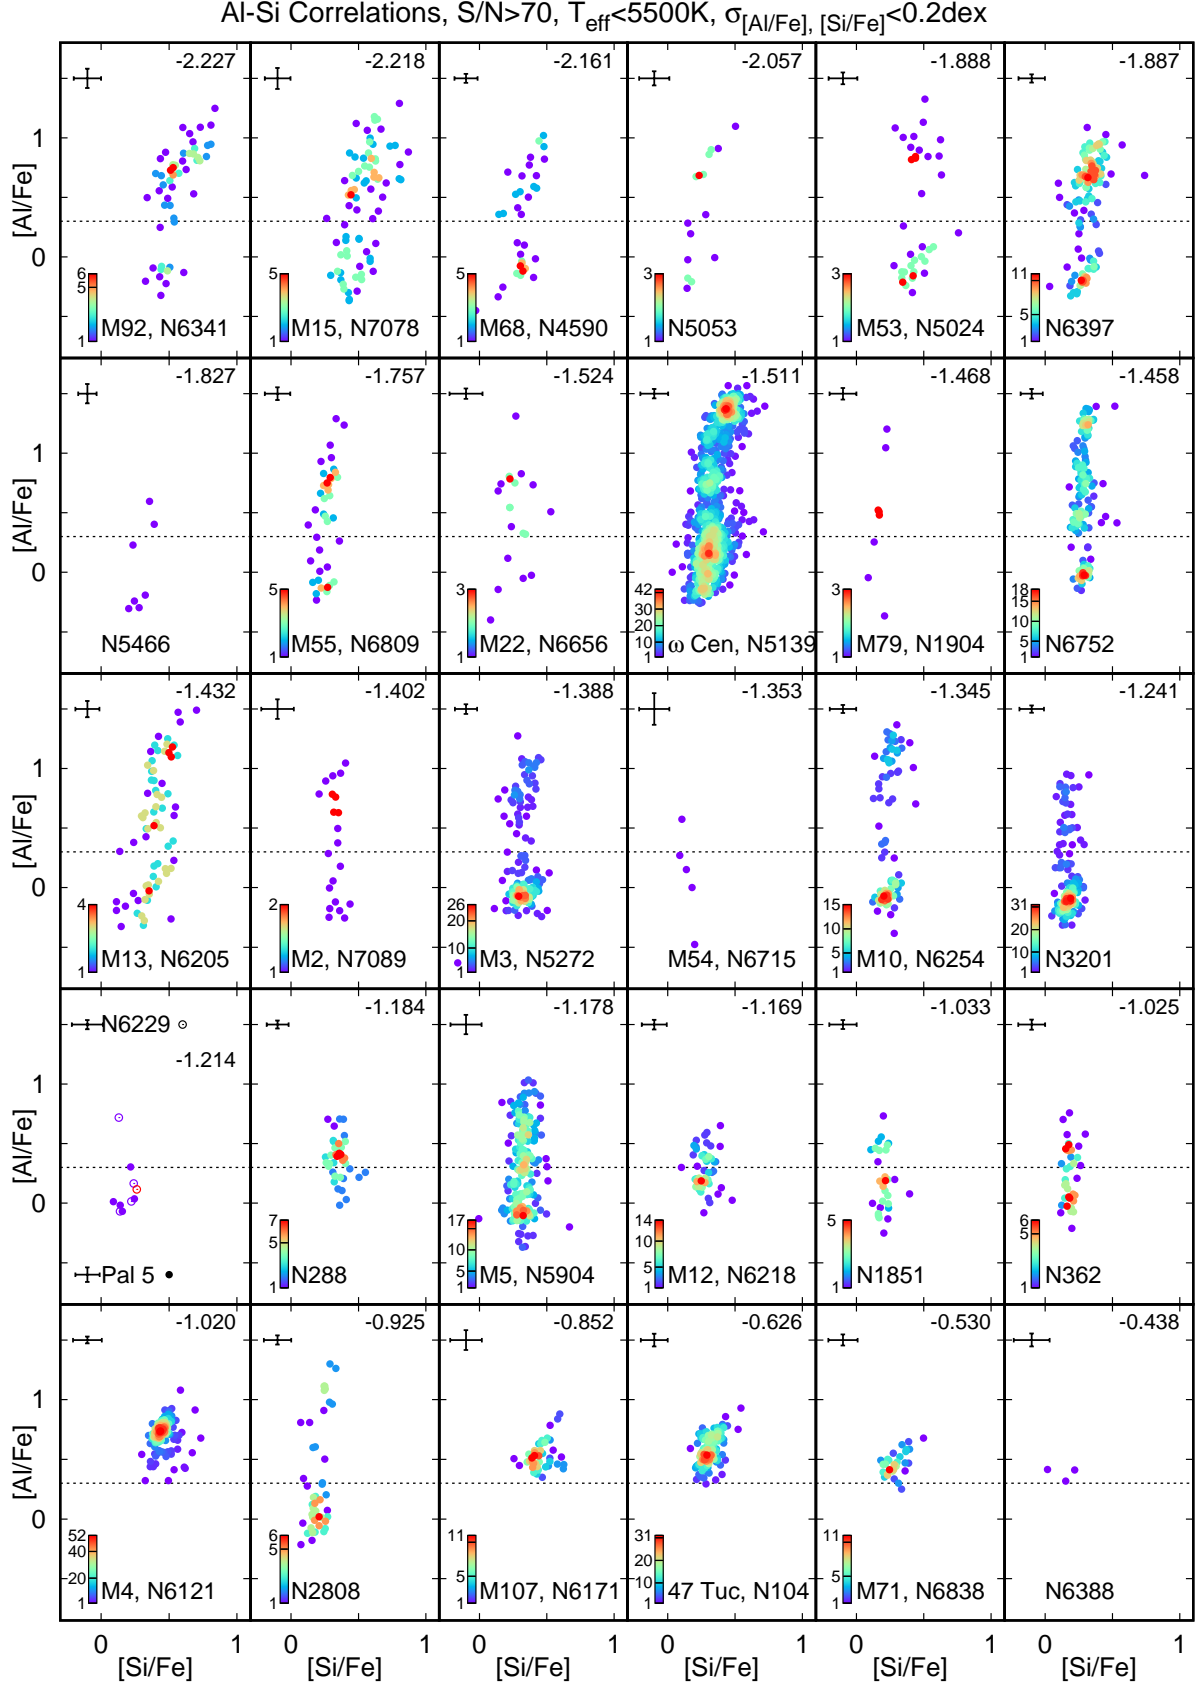 Al-Si Correlations, S/N>70, T_eff<5500K, σ_[Al/Fe], [Si/Fe]<0.2dex
-2.227 -2.218 -2.161 -2.057 -1.888 -1.887
[Al/Fe]
1
0
6 5 1 M92, N6341
5 1 M15, N7078
5 1 M68, N4590
3 1 N5053
3 1 M53, N5024
11 5 1 N6397
-1.827 -1.757 -1.524 -1.511 -1.468 -1.458
[Al/Fe]
1
0
N5466
5 1 M55, N6809
3 1 M22, N6656
42 30 20 10 1 ω Cen, N5139
3 1 M79, N1904
18 15 10 5 1 N6752
-1.432 -1.402 -1.388 -1.353 -1.345 -1.241
[Al/Fe]
1
0
4 1 M13, N6205
2 1 M2, N7089
26 20 10 1 M3, N5272
M54, N6715
15 10 5 1 M10, N6254
31 20 10 1 N3201
N6229
-1.214 -1.184 -1.178 -1.169 -1.033 -1.025
[Al/Fe]
1
0
Pal 5
7 5 1 N288
17 10 5 1 M5, N5904
14 10 5 1 M12, N6218
5 1 N1851
6 5 1 N362
-1.020 -0.925 -0.852 -0.626 -0.530 -0.438
[Al/Fe]
1
0
52 40 20 1 M4, N6121
6 5 1 N2808
11 5 1 M107, N6171
31 20 10 1 47 Tuc, N104
11 5 1 M71, N6838
N6388
0 1 0 1 0 1 0 1 0 1 0 1
[Si/Fe] [Si/Fe] [Si/Fe] [Si/Fe] [Si/Fe] [Si/Fe]